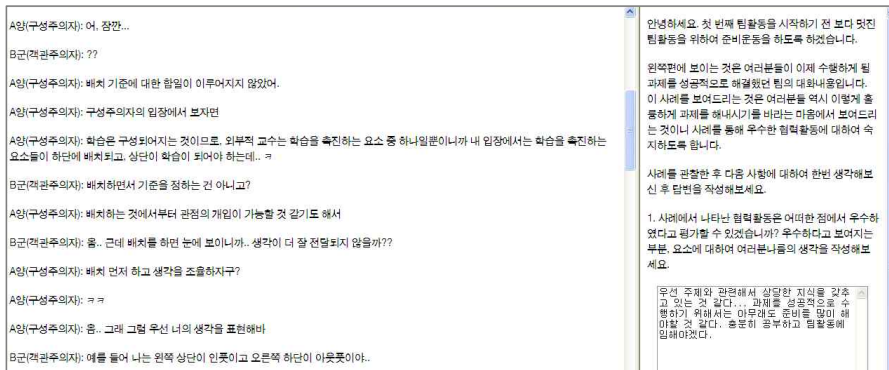 A양(구성주의자): 어, 잠깐...
B군(객관주의자): ??
A양(구성주의자): 배치 기준에 대한 합일이 이루어지지 않았어.
A양(구성주의자): 구성주의자의 입장에서 보자면
A양(구성주의자): 학습은 구성되어지는 것이므로, 외부적 교수는 학습을 촉진하는 요소 중 하나일뿐이니까 내 입장에서는 학습을 촉진하는
요소들이 하단에 배치되고, 상단이 학습이 되어야 하는데.. ㅋ
B군(객관주의자): 배치하면서 기준을 정하는 건 아니고?
A양(구성주의자): 배치하는 것에서부터 관점의 개입이 가능할 것 같기도 해서
B군(객관주의자): 음.. 근데 배치를 하면 눈에 보이니까.. 생각이 더 잘 전달되지 않을까??
A양(구성주의자): 배치 먼저 하고 생각을 조율하자구?
A양(구성주의자): ㅋㅋ
A양(구성주의자): 음.. 그래 그럼 우선 너의 생각을 표현해바
B군(객관주의자): 예를 들어 나는 왼쪽 상단이 인풋이고 오른쪽 하단이 아웃풋이야..
안녕하세요. 첫 번째 팀활동을 시작하기 전 보다 멋진
팀활동을 위하여 준비운동을 하도록 하겠습니다.
왼쪽편에 보이는 것은 여러분들이 이제 수행하게 될
과제를 성공적으로 해결했던 팀의 대화내용입니다.
이 사례를 보여드리는 것은 여러분들 역시 이렇게 훌
륭하게 과제를 해내시기를 바라는 마음에서 보여드리
는 것이니 사례를 통해 우수한 협력활동에 대하여 숙
지하도록 합니다.
사례를 관찰한 후 다음 사항에 대하여 한번 생각해보
신 후 답변을 작성해보세요.
1. 사례에서 나타난 협력활동은 어떠한 점에서 우수하
였다고 평가할 수 있겠습니까? 우수하다고 보여지는
부분, 요소에 대하여 여러분나름의 생각을 작성해보
세요.
우선 주제와 관련해서 상당한 지식을 갖추
고 있는 것 같다... 과제를 성공적으로 수
행하기 위해서는 아무래도 준비를 많이 해
야할 것 같다. 충분히 공부하고 팀활동에
임해야겠다.